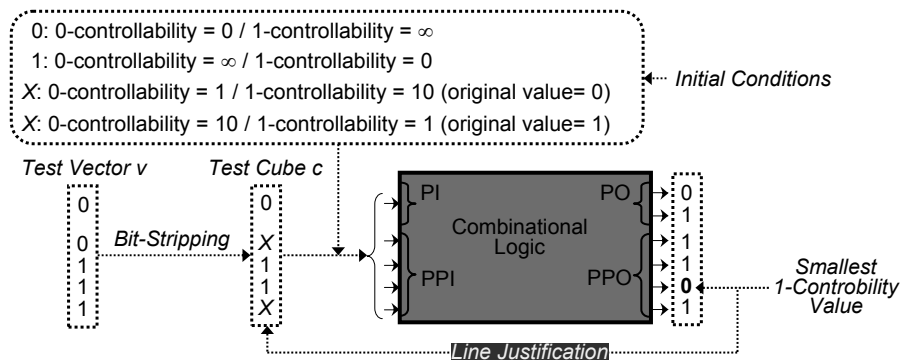 0: 0-controllability = 0 / 1-controllability = ∞
1: 0-controllability = ∞ / 1-controllability = 0
X: 0-controllability = 1 / 1-controllability = 10 (original value= 0)
X: 0-controllability = 10 / 1-controllability = 1 (original value= 1)
Initial Conditions
Test Vector v
Test Cube c
0
0
1
1
1
Bit-Stripping
0
X
1
1
X
PI
PPI
Combinational
Logic
PO
PPO
0
1
1
1
0
1
Smallest
1-Controbility
Value
Line Justification